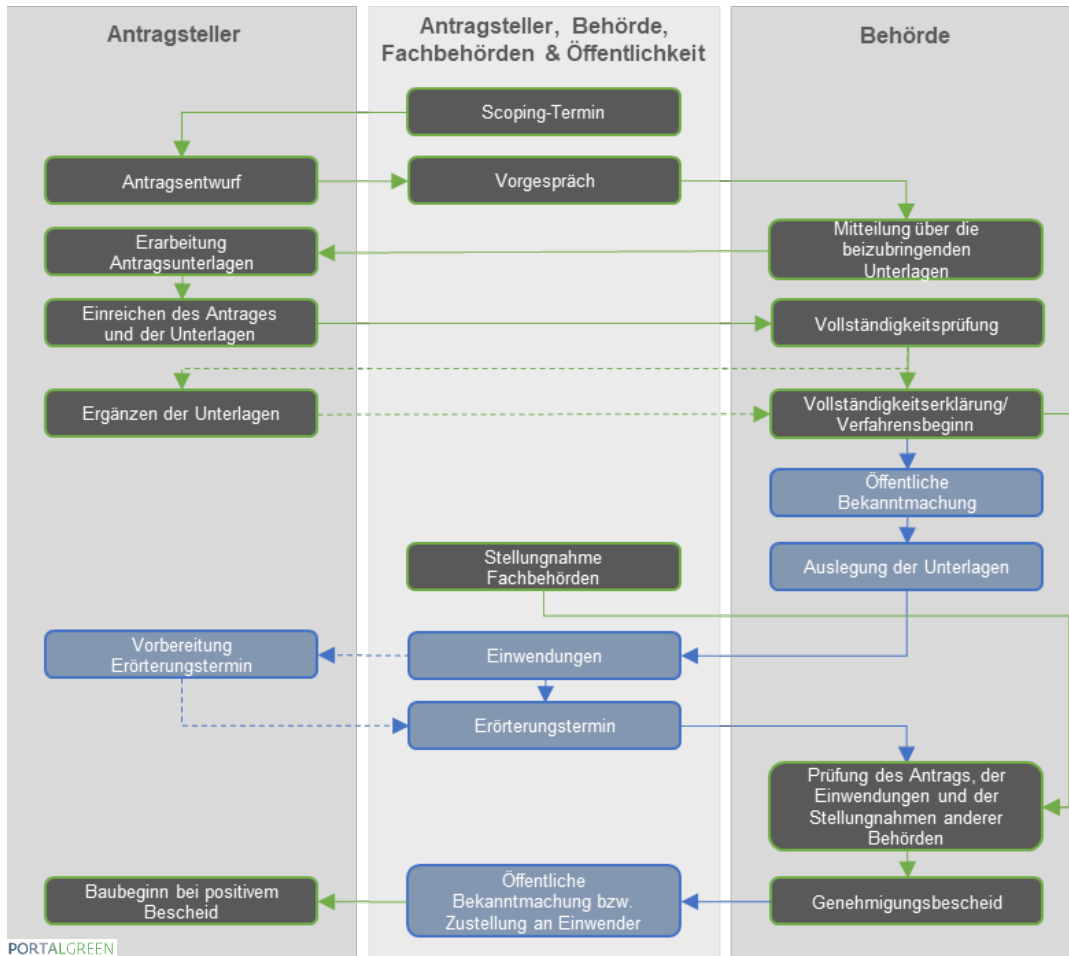 Antragsteller
Antragsteller, Behörde,
Fachbehörden & Öffentlichkeit
Behörde
Scoping-Termin
Antragsentwurf
Vorgespräch
Mitteilung über die
beizubringenden
Unterlagen
Erarbeitung
Antragsunterlagen
Einreichen des Antrages
und der Unterlagen
Vollständigkeitsprüfung
Ergänzen der Unterlagen
Vollständigkeitserklärung/
Verfahrensbeginn
Öffentliche
Bekanntmachung
Stellungnahme
Fachbehörden
Auslegung der Unterlagen
Vorbereitung
Erörterungstermin
Einwendungen
Erörterungstermin
Prüfung des Antrags, der
Einwendungen und der
Stellungnahmen anderer
Behörden
Baubeginn bei positivem
Bescheid
Öffentliche
Bekanntmachung bzw.
Zustellung an Einwender
Genehmigungsbescheid
PORTALGREEN